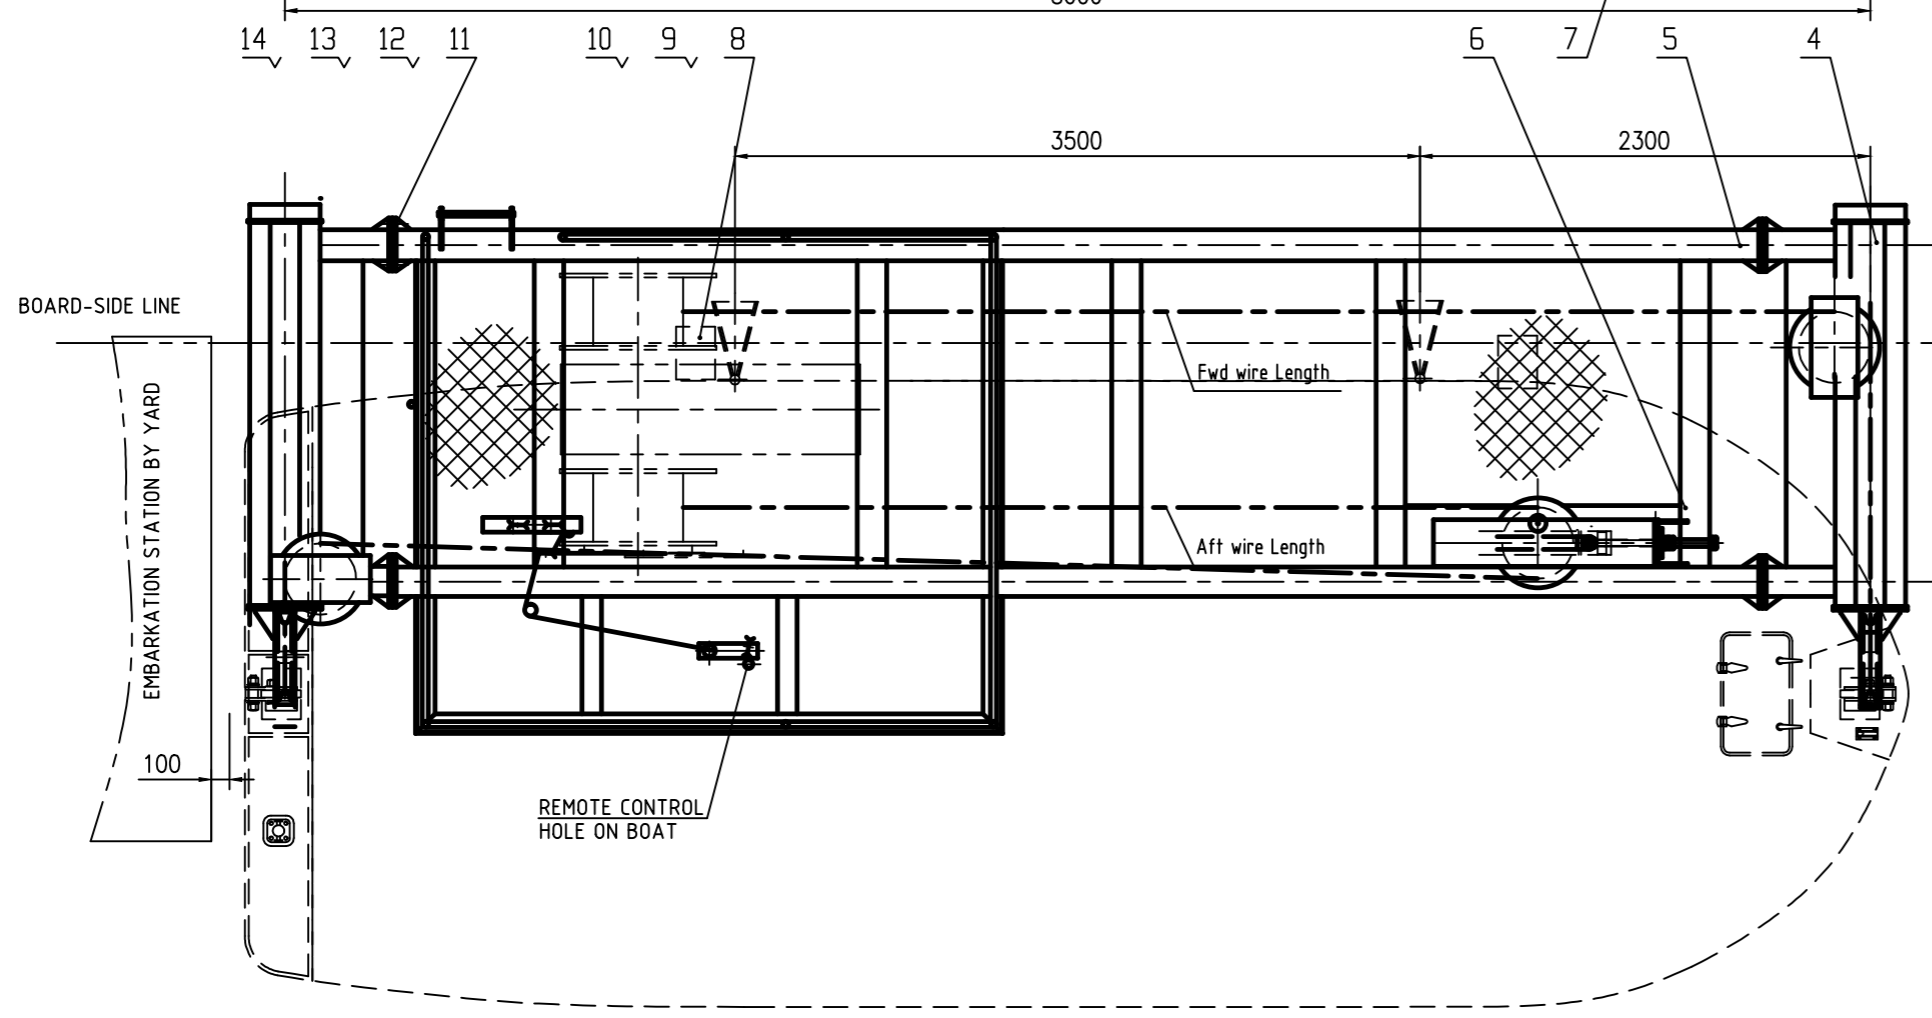 14 13 12 11 10 9 8 6 7 5 4
3500 2300
BOARD-SIDE LINE
EMBARKATION STATION BY YARD
Fwd wire Length
Aft wire Length
100
REMOTE CONTROL
HOLE ON BOAT